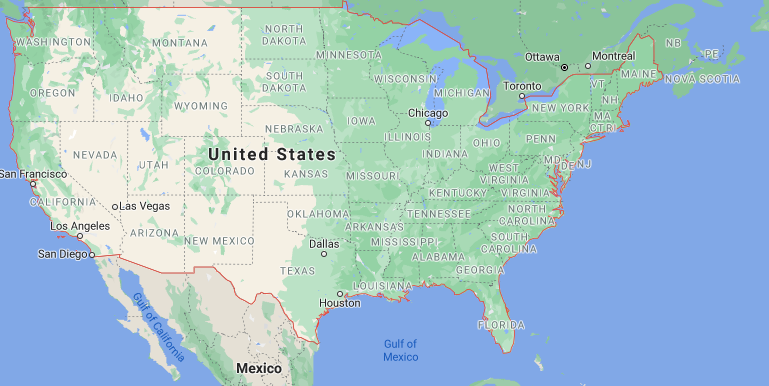 WASHINGTON
MONTANA
NORTH
DAKOTA
MINNESOTA
Ottawa
Montreal
NB
PE
MAINE
NOVA SCOTIA
OREGON
IDAHO
WYOMING
SOUTH
DAKOTA
WISCONSIN
MICHIGAN
Toronto
VT
NH
NEW YORK
MA
CT RI
Chicago
IOWA
NEBRASKA
ILLINOIS
INDIANA
OHIO
PENN
NEVADA
UTAH
COLORADO
United States
KANSAS
MISSOURI
WEST
VIRGINIA
MD
DE
NJ
KENTUCKY
VIRGINIA
San Francisco
CALIFORNIA
Las Vegas
Los Angeles
San Diego
ARIZONA
NEW MEXICO
OKLAHOMA
ARKANSAS
TENNESSEE
NORTH
CAROLINA
MISSISSIPPI
SOUTH
CAROLINA
Dallas
TEXAS
ALABAMA
GEORGIA
LOUISIANA
Houston
FLORIDA
Gulf of California
Gulf of
Mexico
Mexico